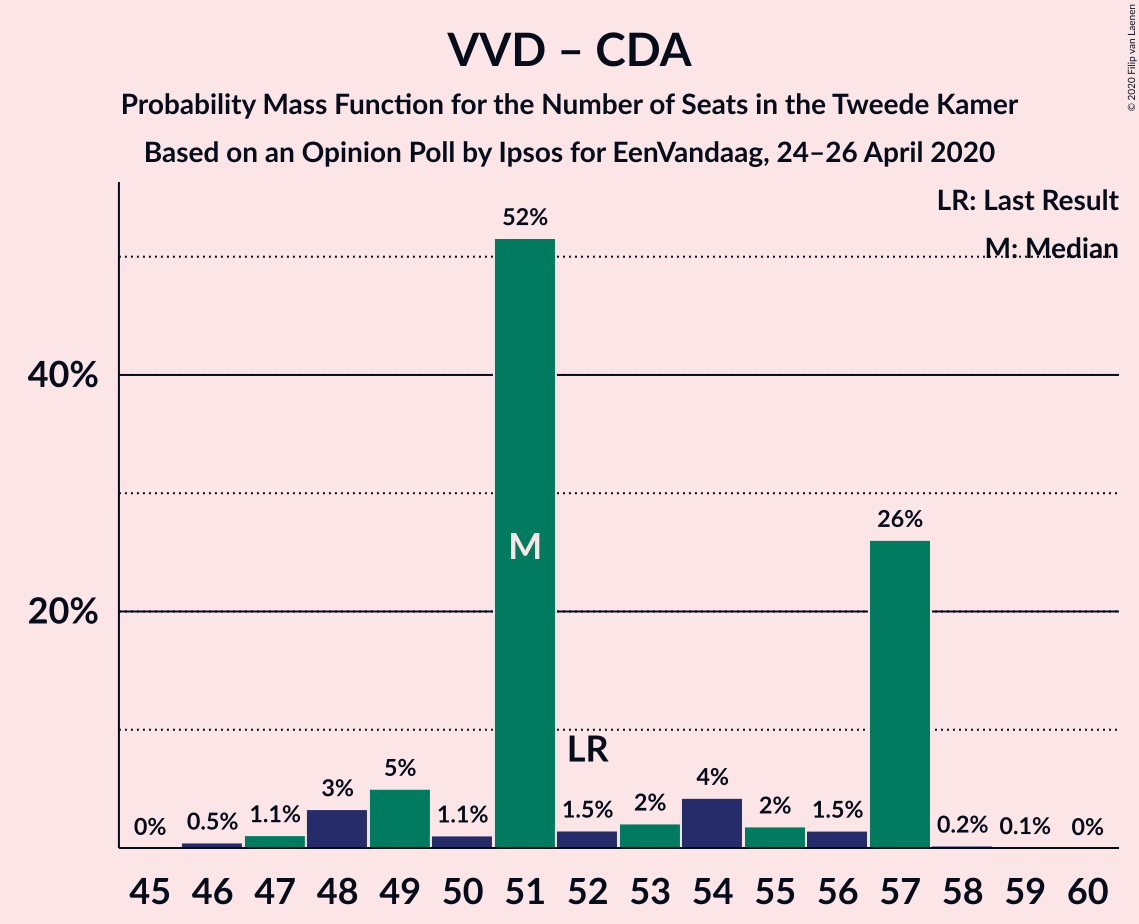 VVD – CDA
Probability Mass Function for the Number of Seats in the Tweede Kamer
Based on an Opinion Poll by Ipsos for EenVandaag, 24–26 April 2020
© 2020 Filip van Laenen
LR: Last Result
M: Median
40%
20%
0%
0.5%
1.1%
3%
5%
1.1%
52%
M
LR
1.5%
2%
4%
2%
1.5%
26%
0.2%
0.1%
0%
45 46 47 48 49 50 51 52 53 54 55 56 57 58 59 60